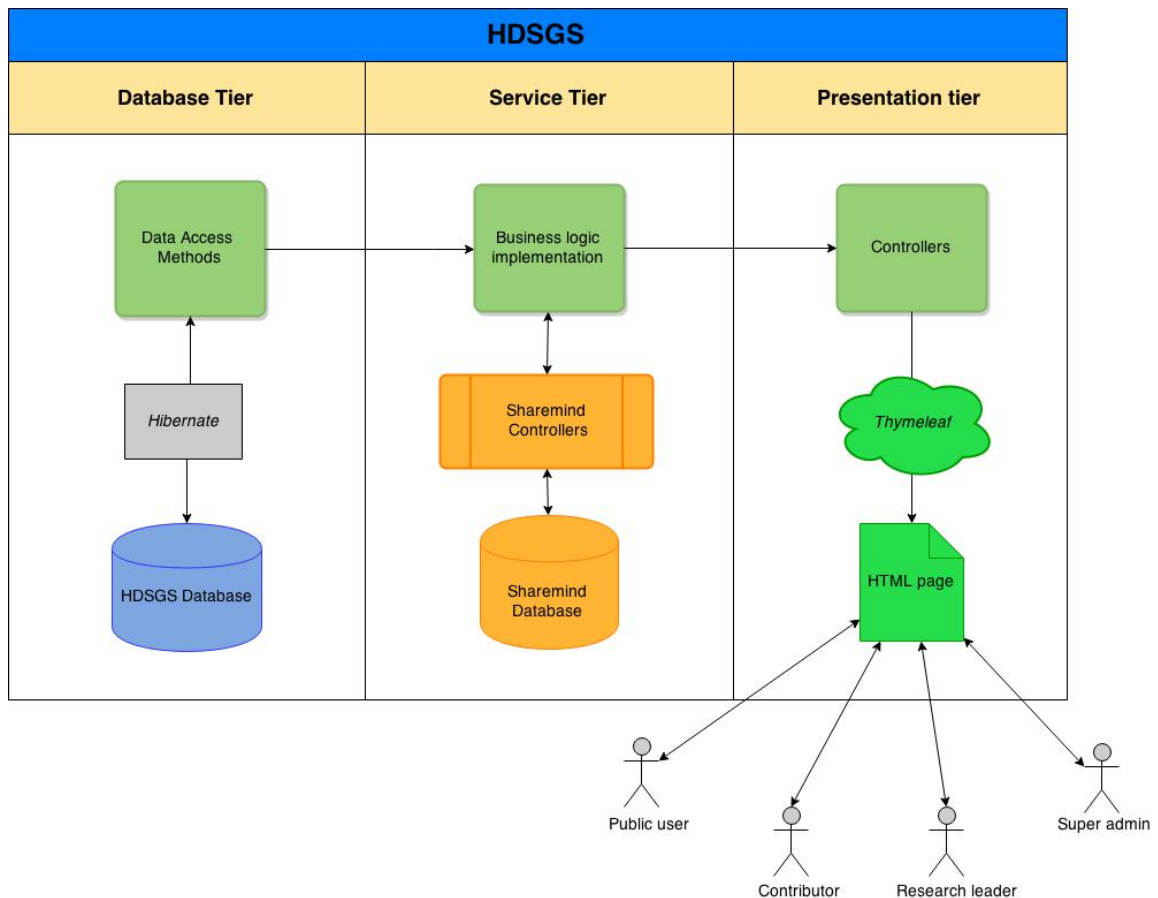 HDSGS
Database Tier
Service Tier
Presentation tier
Data Access
Methods
Business logic
implementation
Controllers
Hibernate
Sharemind
Controllers
Thymeleaf
HDSGS Database
Sharemind
Database
HTML page
Public user
Contributor
Research leader
Super admin